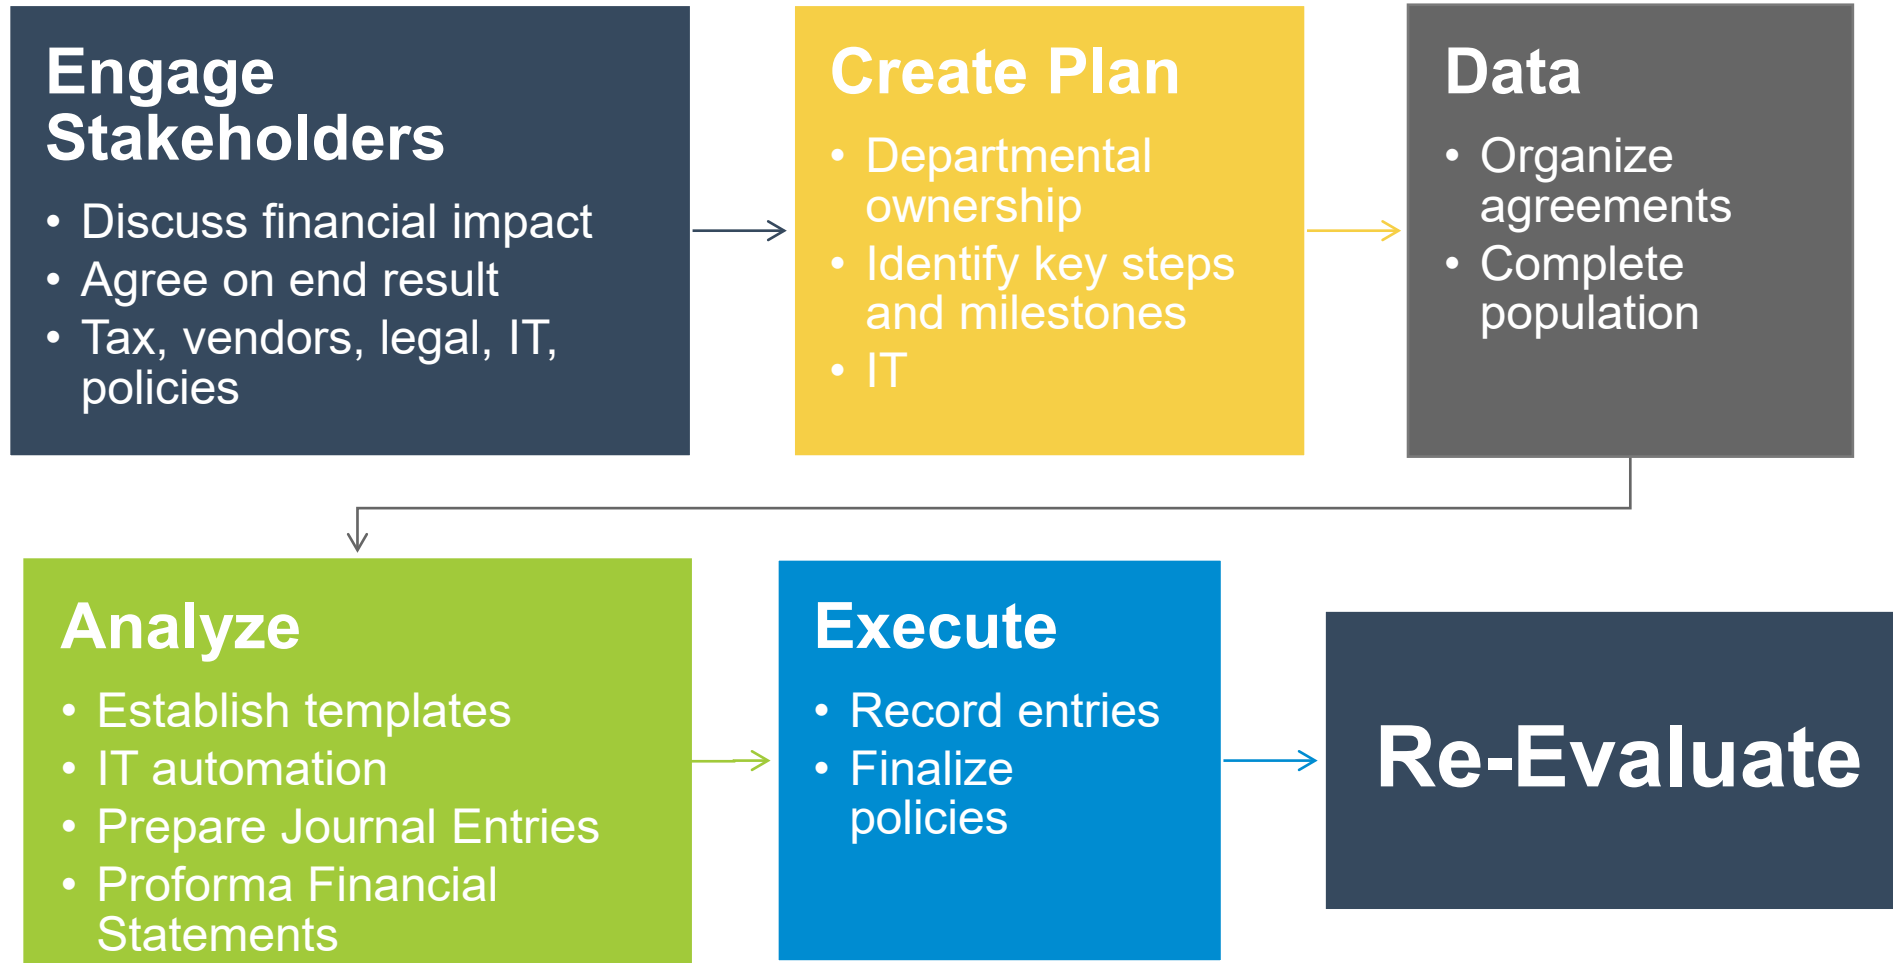 Engage
Stakeholders
• Discuss financial impact
• Agree on end result
• Tax, vendors, legal, IT,
policies
Create Plan
• Departmental
ownership
• Identify key steps
and milestones
• IT
Data
• Organize
agreements
• Complete
population
Analyze
• Establish templates
• IT automation
• Prepare Journal Entries
• Proforma Financial
Statements
Execute
• Record entries
• Finalize
policies
Re-Evaluate